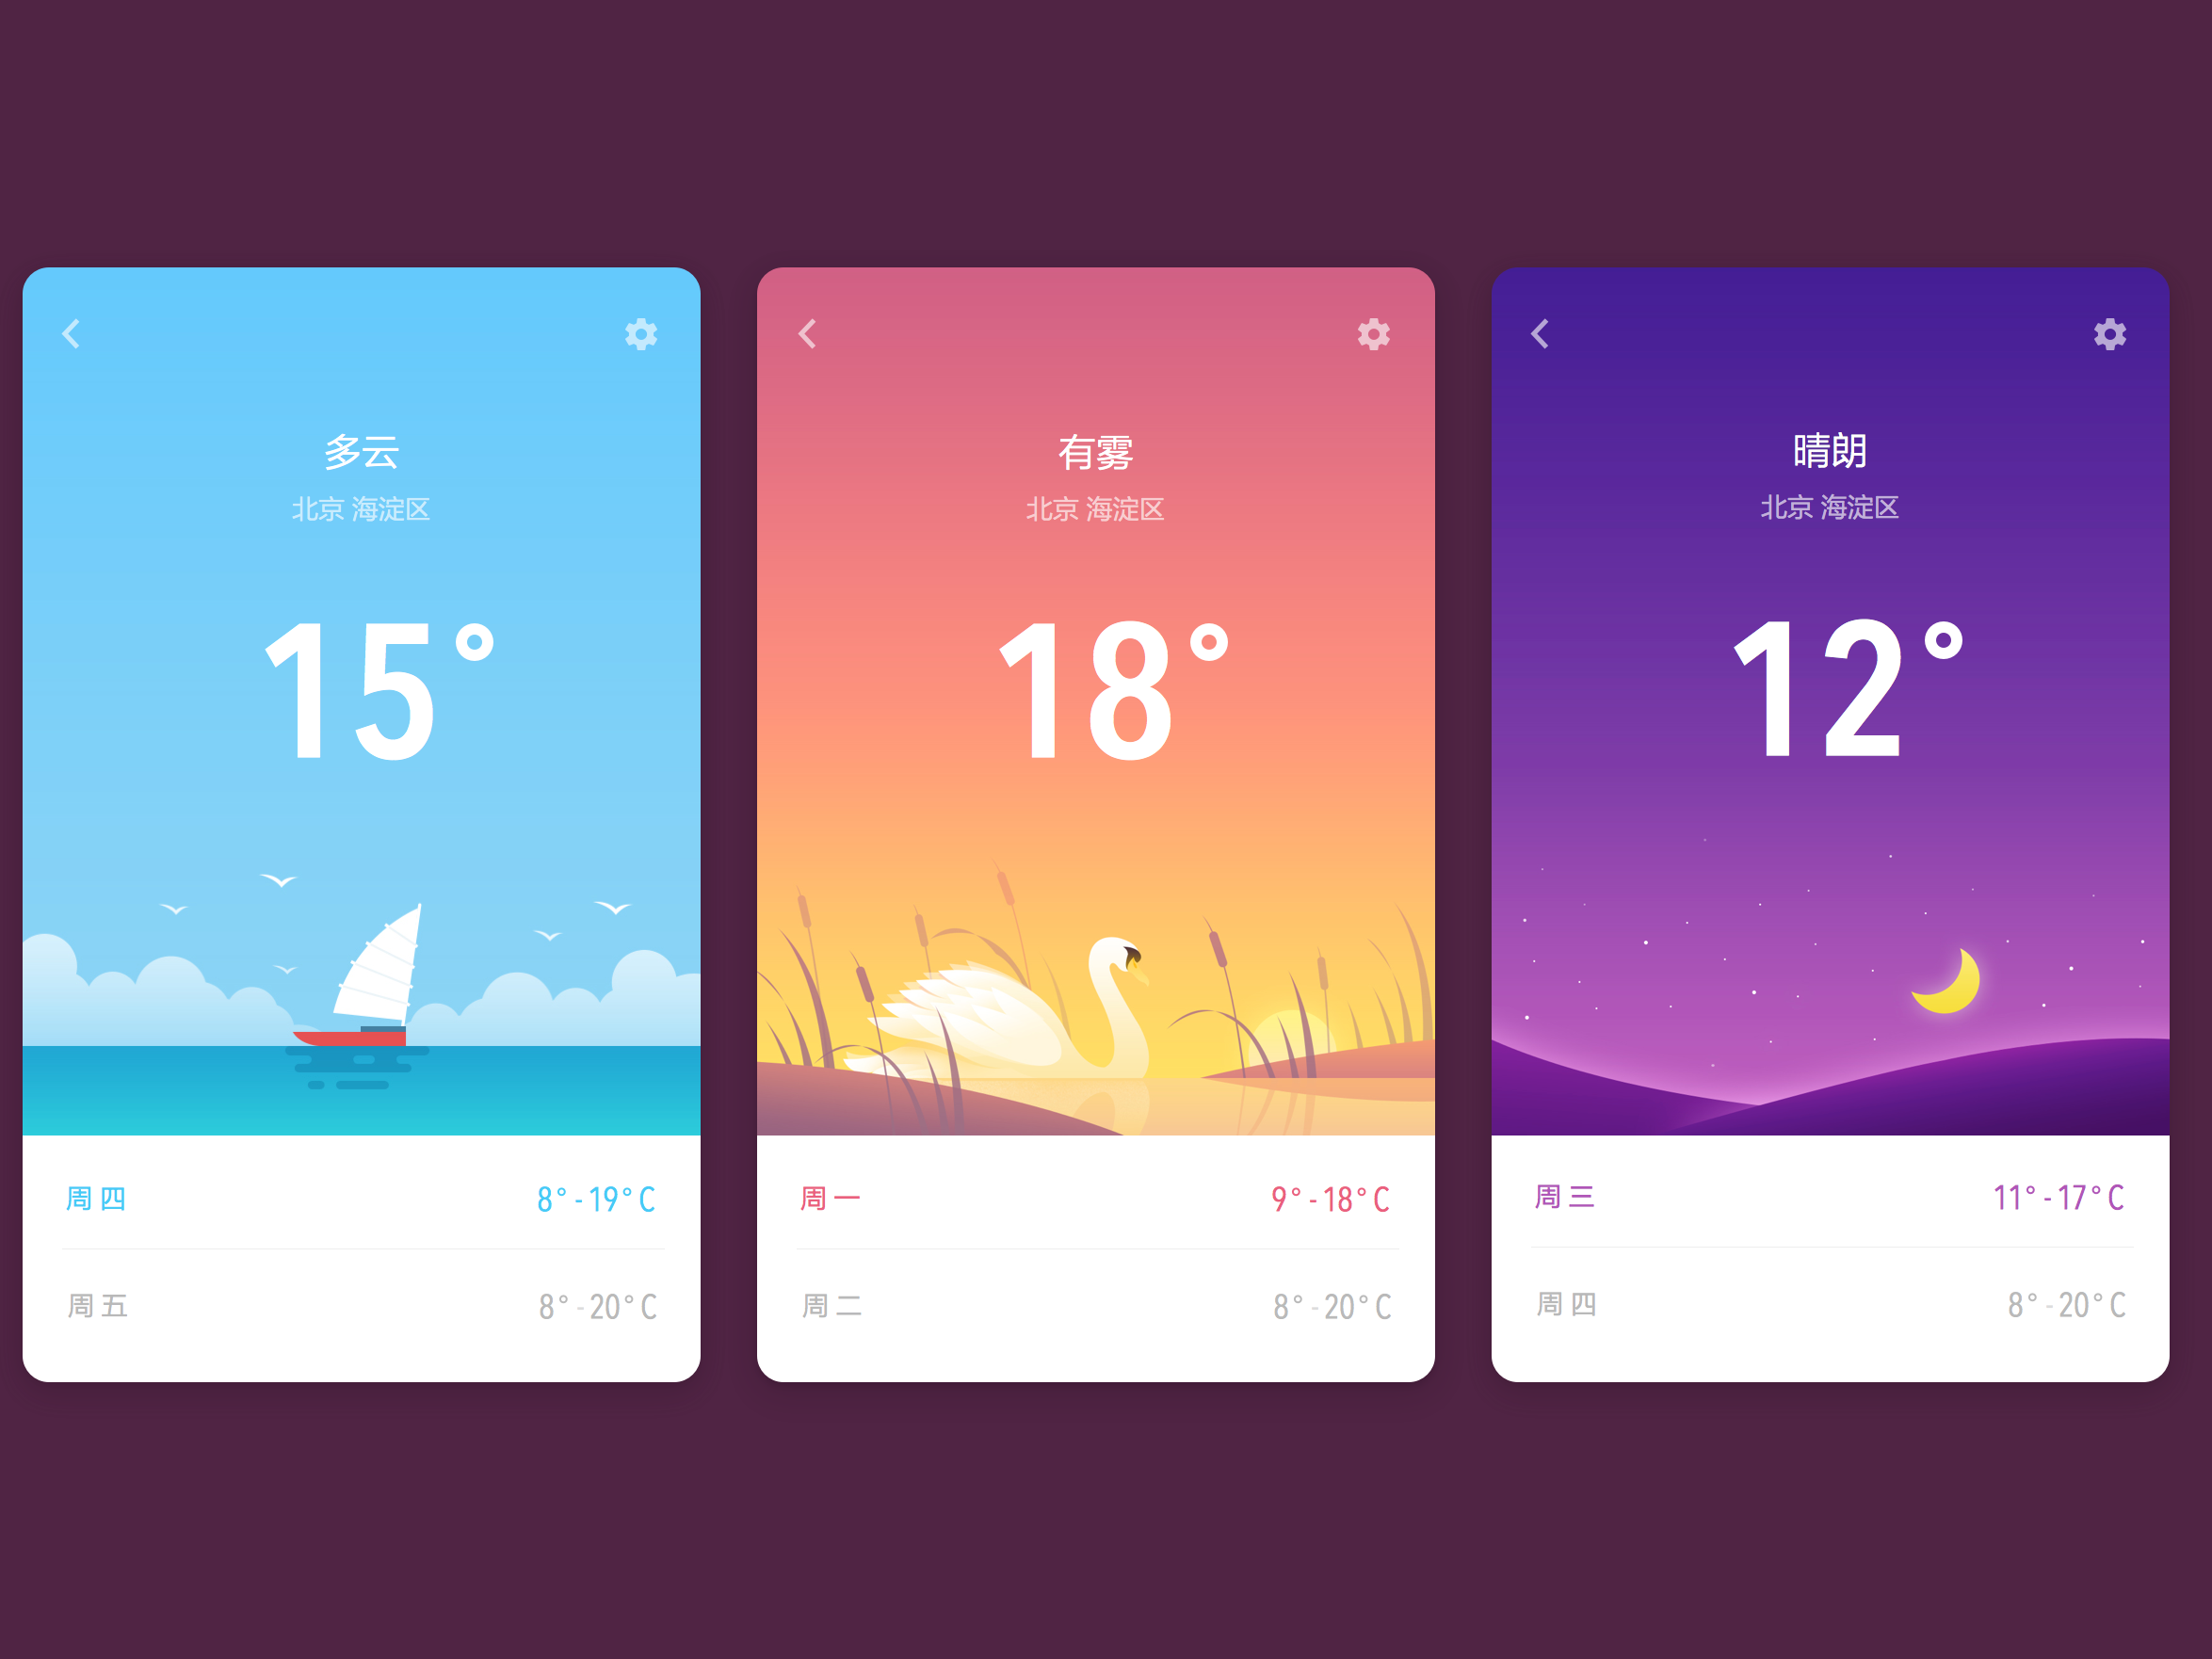 多云
北京 海淀区
15°
周四 8° - 19° C
周五 8° - 20° C
有雾
北京 海淀区
18°
周一 9° - 18° C
周二 8° - 20° C
晴朗
北京 海淀区
12°
周三 11° - 17° C
周四 8° - 20° C